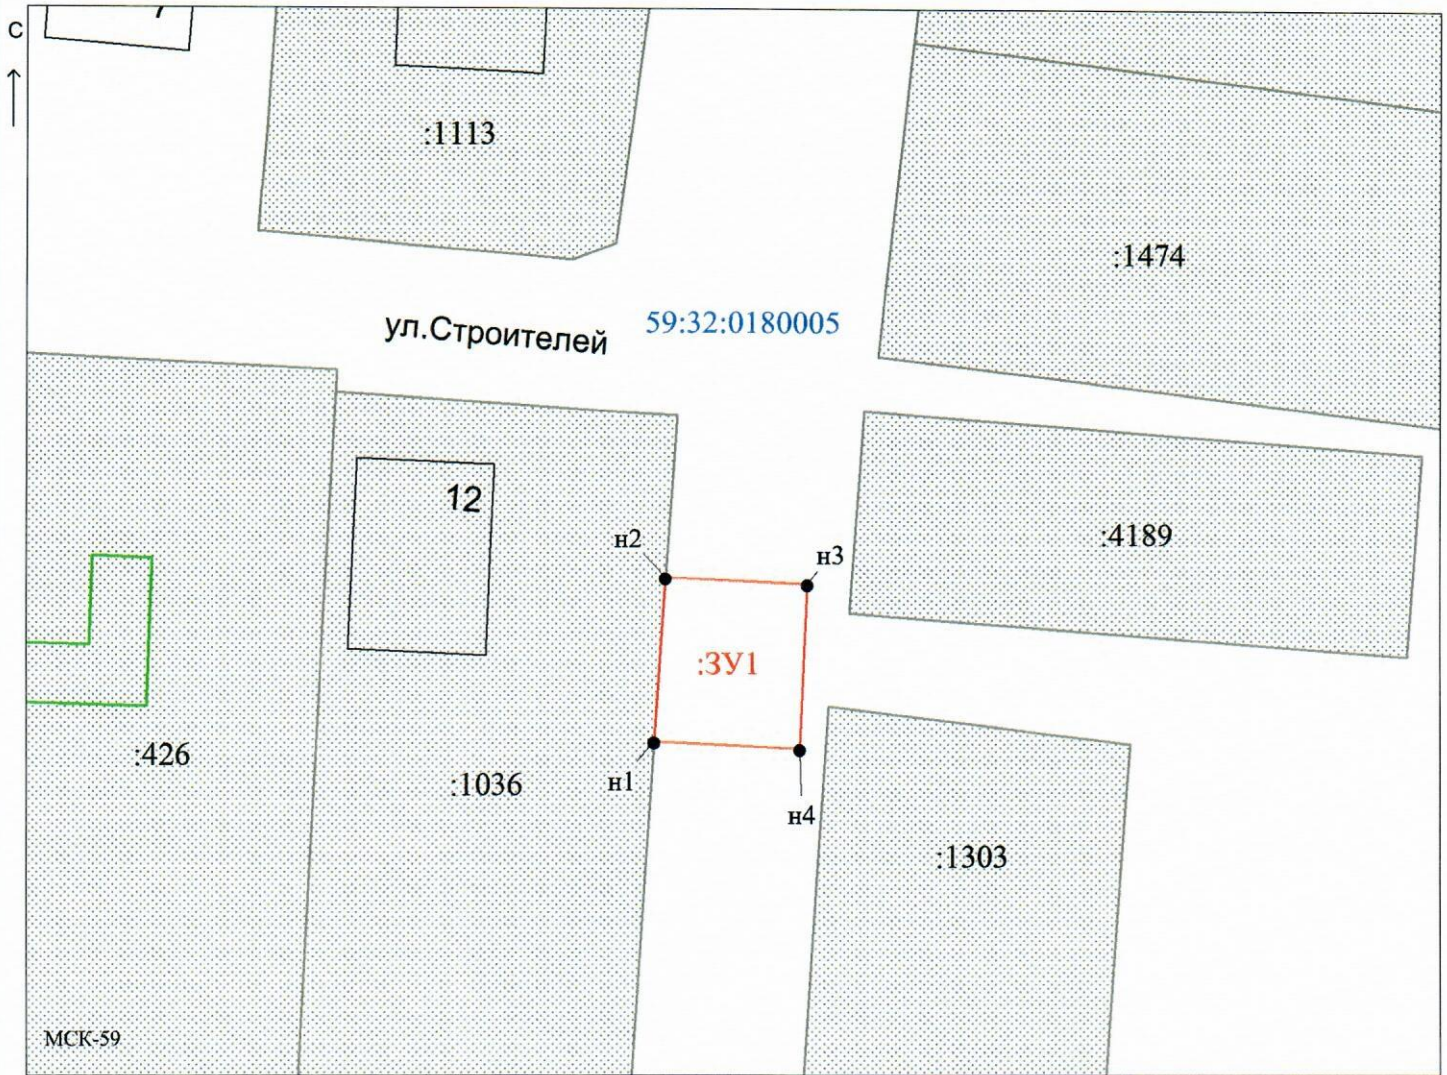 С
:1113
:1474
ул.Строителей
59:32:0180005
12
:4189
н2
н3
:ЗУ1
:426
:1036
н1
н4
:1303
МСК-59